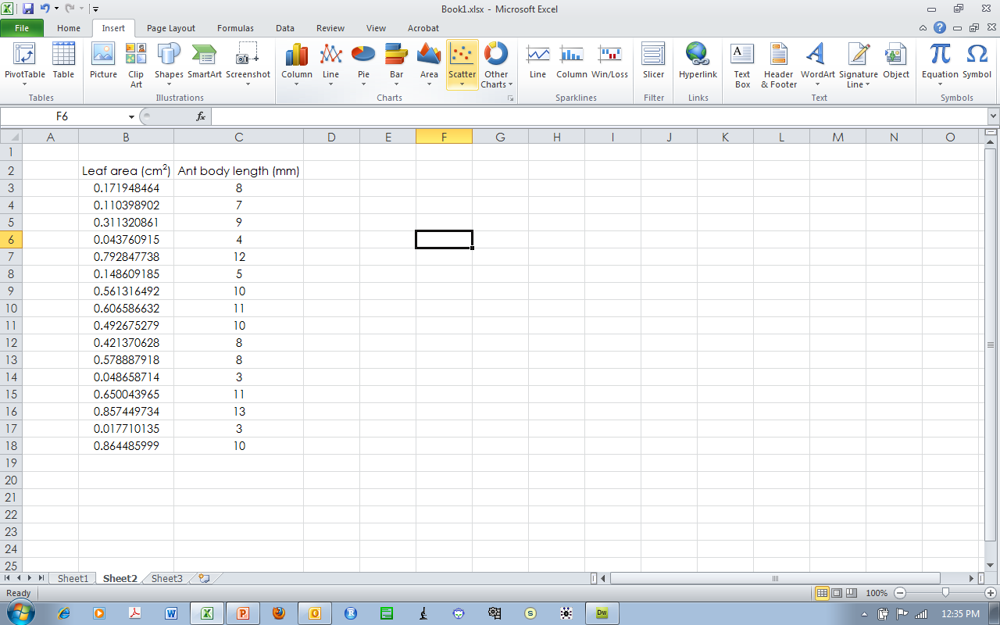 Book1.xlsx - Microsoft Excel
File Home Insert Page Layout Formulas Data Review View Acrobat
PivotTable Table Picture Clip Art Shapes SmartArt Screenshot Column Line Pie Bar Area Scatter Other Charts Line Column Win/Loss Slicer Hyperlink Text Box Header & Footer WordArt Signature Line Object Equation Symbol
Tables Illustrations Charts Sparklines Filter Links Text Symbols
F6 fx
A B C D E F G H I J K L M N O
1
2 Leaf area (cm²) Ant body length (mm)
3 0.171948464 8
4 0.110398902 7
5 0.311320861 9
6 0.043760915 4
7 0.792847738 12
8 0.148609185 5
9 0.561316492 10
10 0.606586632 11
11 0.492675279 10
12 0.421370628 8
13 0.578887918 8
14 0.048658714 3
15 0.650043965 11
16 0.857449734 13
17 0.017710135 3
18 0.864485999 10
19
20
21
22
23
24
25
Sheet1 Sheet2 Sheet3
Ready 100%
12:35 PM